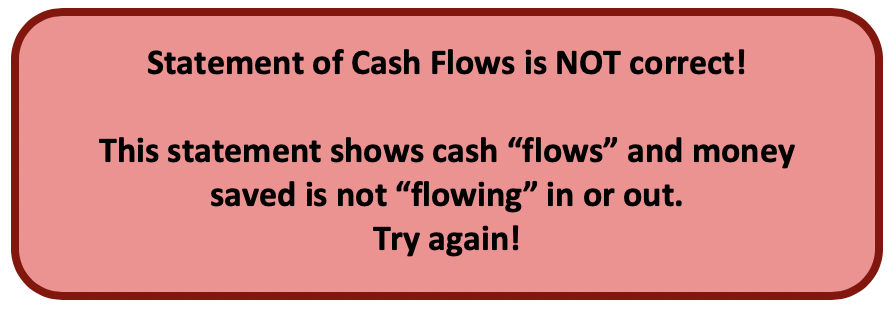 Statement of Cash Flows is NOT correct!
This statement shows cash “flows” and money
saved is not “flowing” in or out.
Try again!